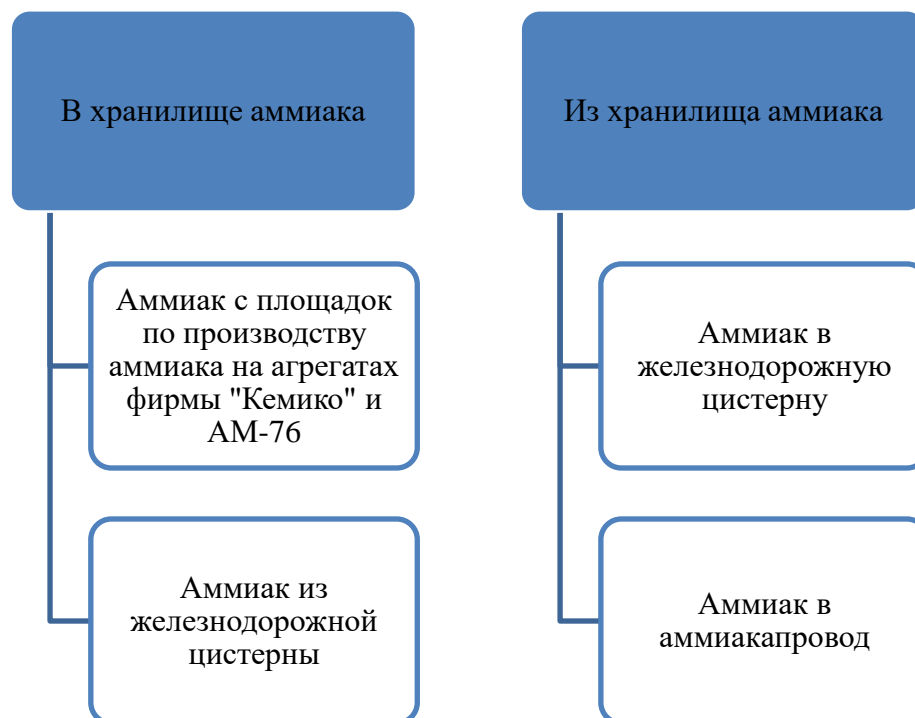 В хранилище аммиака
Аммиак с площадок
по производству
аммиака на агрегатах
фирмы "Кемико" и
АМ-76
Аммиак из
железнодорожной
цистерны
Из хранилища аммиака
Аммиак в
железнодорожную
цистерну
Аммиак в
аммиакапровод